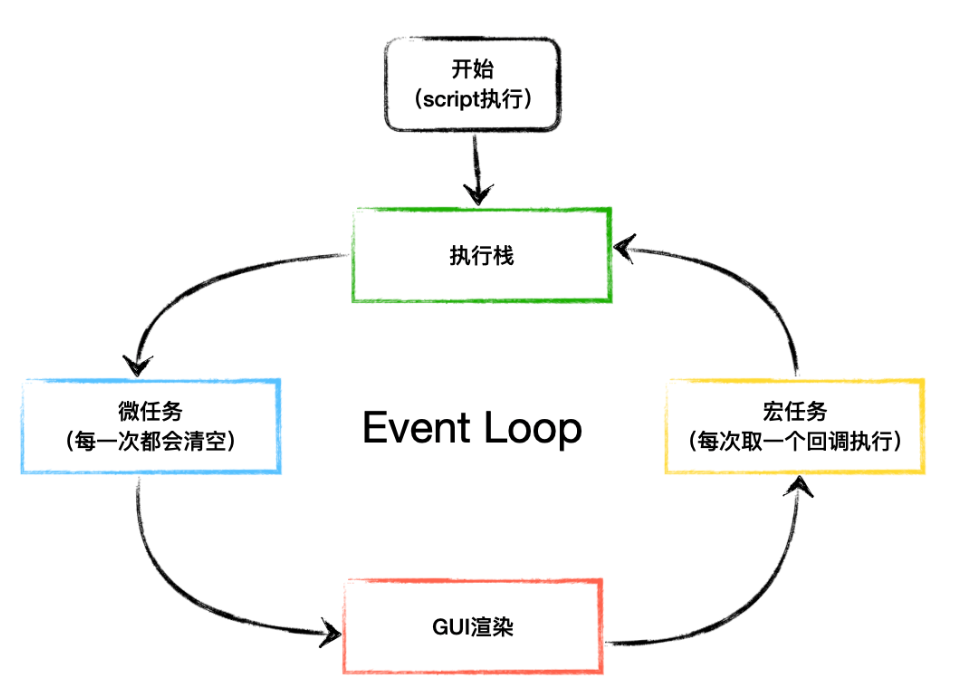 开始
（script执行）
执行栈
微任务
（每一次都会清空）
Event Loop
宏任务
（每次取一个回调执行）
GUI渲染